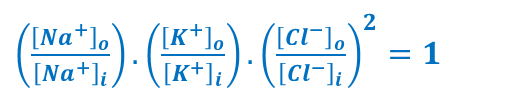 ([Na⁺]ₒ / [Na⁺]ᵢ) . ([K⁺]ₒ / [K⁺]ᵢ) . ([Cl⁻]ₒ / [Cl⁻]ᵢ)² = 1